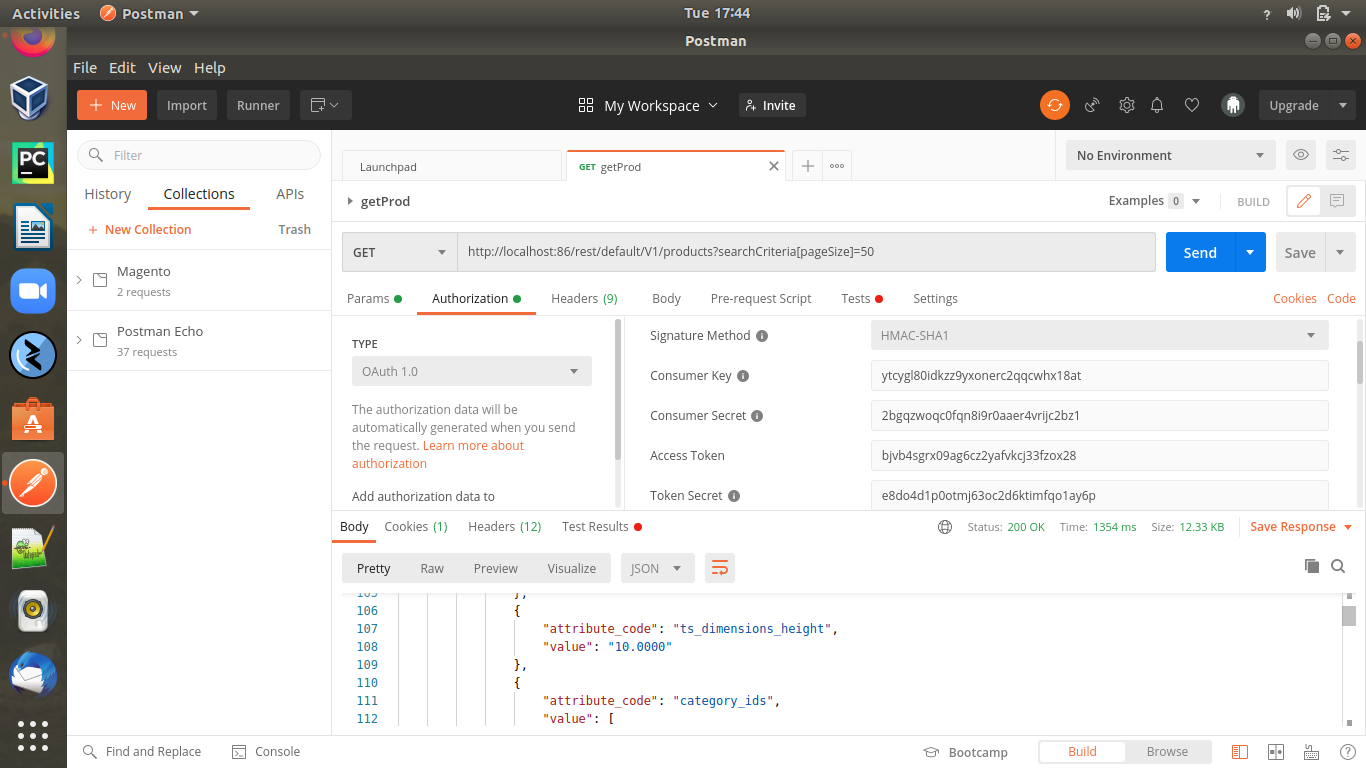 Activities
Postman
Tue 17:44
?
Postman
File Edit View Help
+ New
Import
Runner
My Workspace
Invite
Upgrade
Filter
Launchpad
GET getProd
No Environment
History
Collections
APIs
getProd
Examples 0
BUILD
+ New Collection
Trash
GET
http://localhost:86/rest/default/V1/products?searchCriteria[pageSize]=50
Send
Save
Magento
2 requests
Params
Authorization
Headers (9)
Body
Pre-request Script
Tests
Settings
Cookies
Code
Postman Echo
37 requests
TYPE
OAuth 1.0
The authorization data will be
automatically generated when you send
the request. Learn more about
authorization
Add authorization data to
Signature Method
HMAC-SHA1
Consumer Key
ytcygl80idkzz9yxonerc2qqcwhx18at
Consumer Secret
2bgqzwoqc0fqn8i9r0aaer4vrijc2bz1
Access Token
bjvb4sgrx09ag6cz2yafvkcj33fzox28
Token Secret
e8do4d1p0otmj63oc2d6ktimfqo1ay6p
Body
Cookies (1)
Headers (12)
Test Results
Status: 200 OK
Time: 1354 ms
Size: 12.33 KB
Save Response
Pretty
Raw
Preview
Visualize
JSON
105 },
106 {
107 "attribute_code": "ts_dimensions_height",
108 "value": "10.0000"
109 },
110 {
111 "attribute_code": "category_ids",
112 "value": [
Find and Replace
Console
Bootcamp
Build
Browse
?
PC